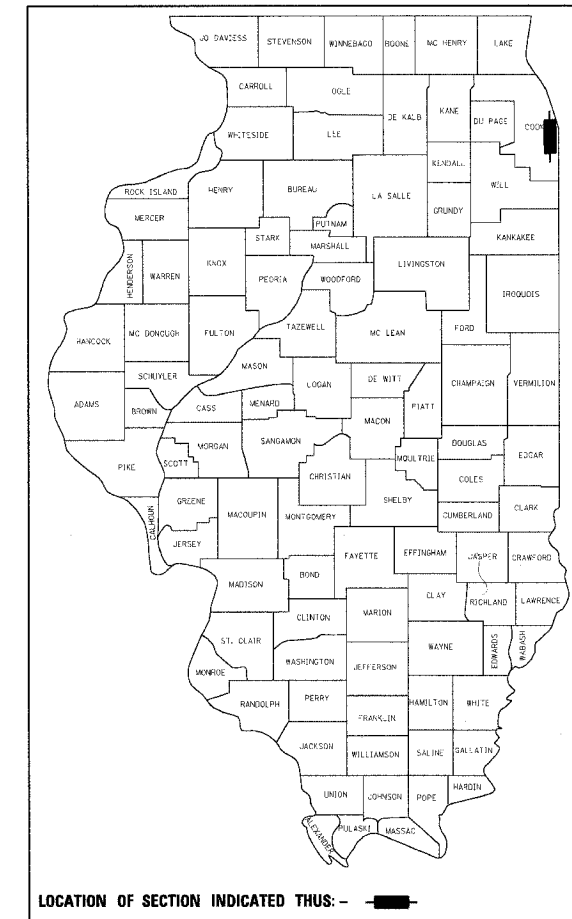 JO DAVIESS STEVENSON WINNEBAGO BOONE MC HENRY LAKE
CARROLL OGLE
DE KALB KANE DU PAGE COOK
WHITESIDE LEE
KENDALL WILL
ROCK ISLAND HENRY BUREAU LA SALLE GRUNDY
MERCER PUTNAM
STARK MARSHALL KANKAKEE
HENDERSON WARREN KNOX PEORIA WOODFORD LIVINGSTON IROQUOIS
HANCOCK MC DONOUGH FULTON TAZEWELL MC LEAN FORD
SCHUYLER MASON
ADAMS BROWN CASS MENARD LOGAN DE WITT PIATT CHAMPAIGN VERMILION
MACON
MORGAN SANGAMON MOULTRIE DOUGLAS EDGAR
PIKE SCOTT CHRISTIAN COLES
SHELBY
GREENE MACOUPIN MONTGOMERY CUMBERLAND CLARK
CALHOUN JERSEY
FAYETTE EFFINGHAM JASPER CRAWFORD
MADISON BOND
CLAY RICHLAND LAWRENCE
CLINTON MARION
ST. CLAIR WAYNE EDWARDS WABASH
WASHINGTON JEFFERSON
MONROE
RANDOLPH PERRY HAMILTON WHITE
FRANKLIN
JACKSON WILLIAMSON SALINE GALLATIN
UNION JOHNSON POPE HARDIN
ALEXANDER PULASKI MASSAC
LOCATION OF SECTION INDICATED THUS: -